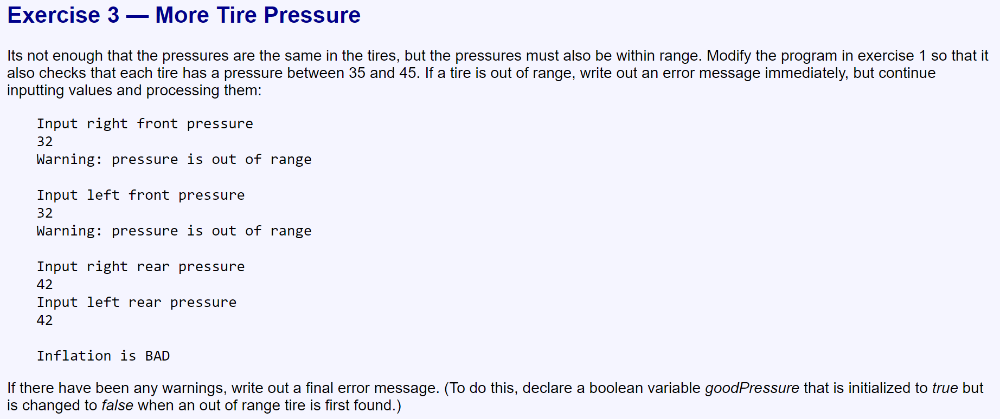 Exercise 3 — More Tire Pressure
Its not enough that the pressures are the same in the tires, but the pressures must also be within range. Modify the program in exercise 1 so that it
also checks that each tire has a pressure between 35 and 45. If a tire is out of range, write out an error message immediately, but continue
inputting values and processing them:
Input right front pressure
32
Warning: pressure is out of range
Input left front pressure
32
Warning: pressure is out of range
Input right rear pressure
42
Input left rear pressure
42
Inflation is BAD
If there have been any warnings, write out a final error message. (To do this, declare a boolean variable goodPressure that is initialized to true but
is changed to false when an out of range tire is first found.)